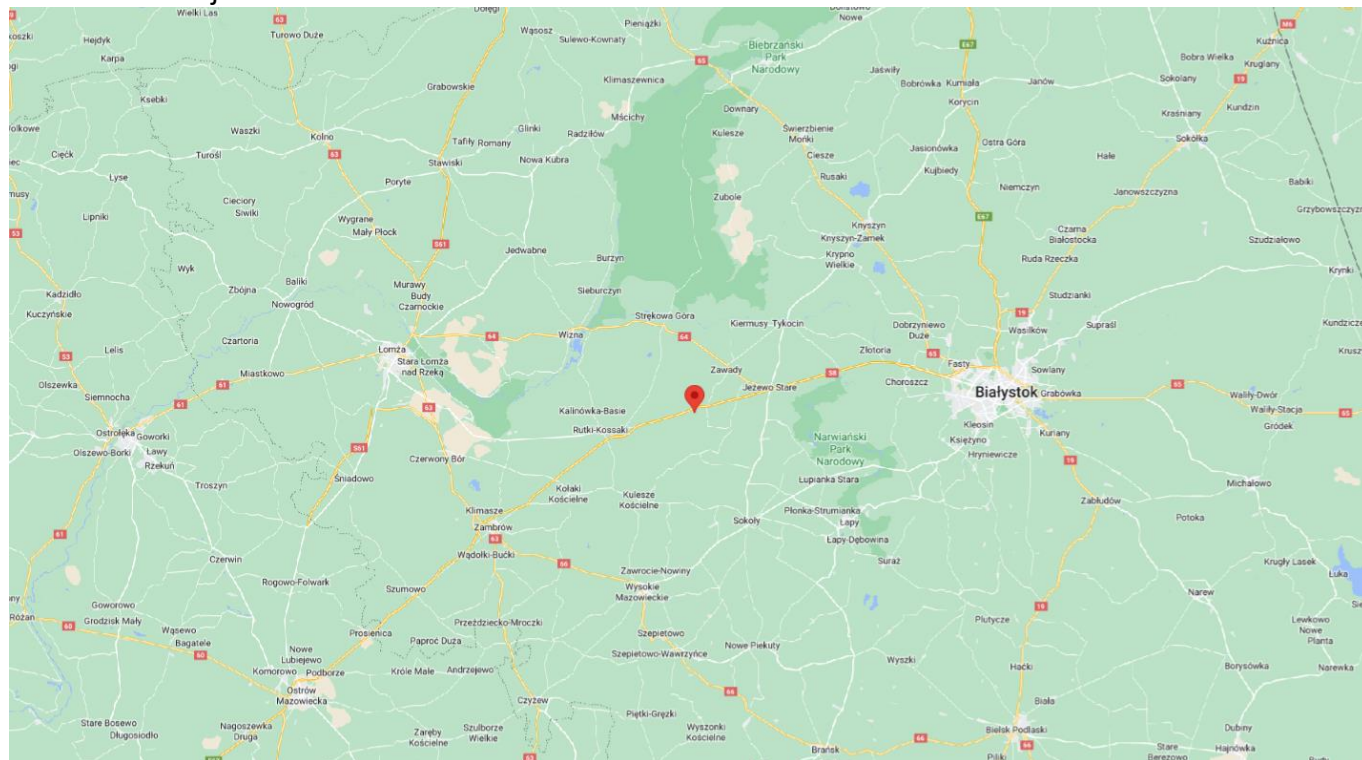 Wielki Las
63
Turowo Duże
Hejdyk
Karpa
Wąsosz
Sulewo-Kownaty
Pieniążki
Nowe
Biebrzański
Park
Narodowy
65
E67
M6
Kuźnica
Bobra Wielka
Kruglany
Jaświły
Bobrówka
Kumiała
Janów
Sokolany
19
Klimaszewnica
Grabowskie
Ksebki
Mścichy
Downary
Korycin
Kundzin
Kraśniany
Waszki
Kolno
Glinki
Radziłów
Kulesze
Świerzbienie
Mońki
Ostra Góra
Sokółka
Tafiły
Romany
Cięćk
Turośl
63
Stawiski
Nowa Kubra
Ciesze
Jasionówka
Hałe
Łyse
Poryte
Rusaki
Kujbiedy
Niemczyn
Janowszczyzna
Babiki
Cieciory
Siwiki
Zubole
Lipniki
Wygrane
Mały Płock
E67
53
S61
Knyszyn
Knyszyn-Zamek
Czarna
Białostocka
Szudziałowo
Jedwabne
Burzyn
Krypno
Wielkie
Ruda Rzeczka
Wyk
Krynki
Zbójna
Baliki
Murawy
Budy
Czarnockie
Sieburczyn
Kadzidło
Nowogród
Studzianki
Kuczyńskie
Strękowa Góra
Kiermusy
Tykocin
Dobrzyniewo
Duże
19
Wasilków
Supraśl
Czartoria
64
Wizna
64
Lelis
53
Łomża
Stara Łomża
nad Rzeką
Złotoria
65
Fasty
Sowlany
Miastkowo
Zawady
S8
Olszewka
61
Jeżewo Stare
Choroszcz
Białystok
Grabówka
65
Siemnocha
61
63
Kalinówka-Basie
Waliły-Dwór
Waliły-Stacja
65
Gródek
Kleosin
Ostrołęka
Goworki
Rutki-Kossaki
Kuriany
Olszewo-Borki
Ławy
Rzekuń
S61
Księżyno
Narwiański
Park
Narodowy
Hryniewicze
19
Czerwony Bór
Śniadowo
Łupianka Stara
Troszyn
Kołaki
Kościelne
Kulesze
Kościelne
Michałowo
Zabłudów
Klimasze
Zambrów
Płonka-Strumianka
Łapy
Potoka
Sokoły
61
63
Łapy-Dębowina
Wądołki-Bućki
Czerwin
66
Suraż
Krugły Lasek
Zawrocie-Nowiny
Łuka
Rogowo-Folwark
Szumowo
Wysokie
Mazowieckie
Narew
Różan
60
Goworowo
Grodzisk Mały
19
Plutycze
Przeździecko-Mroczki
Wąsewo
Bagatele
Prosienica
Paproć Duża
Szepietowo
Lewkowo
Nowe
Planta
60
Nowe
Lubiejewo
Szepietowo-Wawrzyńce
Nowe Piekuty
Wyszki
Haćki
Borysówka
Narewka
Komorowo
Podborze
Króle Małe
Andrzejewo
Ostrów
Mazowiecka
66
Czyżew
Biała
Piętki-Gręzki
Stare Bosewo
Długosiodło
Nagoszewka
Druga
Zaręby
Kościelne
Szulborze
Wielkie
Wyszonki
Kościelne
Bielsk Podlaski
Dubiny
66
66
Brańsk
Stare
Berezowo
Hajnówka
63
Piliki